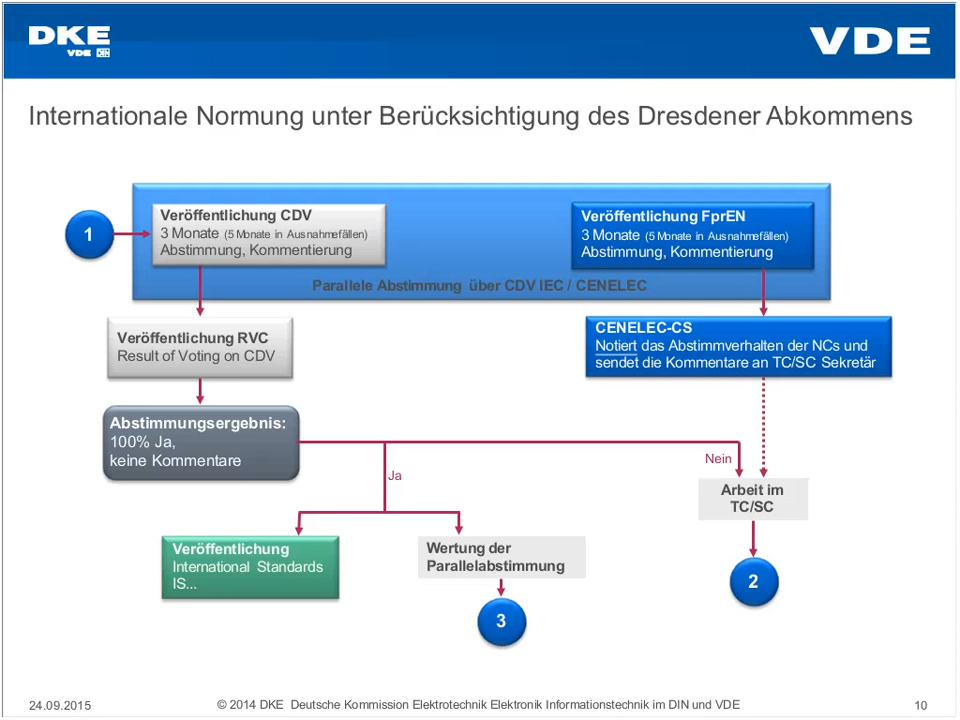 DKE
VDE DIN
VDE
Internationale Normung unter Berücksichtigung des Dresdener Abkommens
1
Veröffentlichung CDV
3 Monate (5 Monate in Ausnahmefällen)
Abstimmung, Kommentierung
Veröffentlichung FprEN
3 Monate (5 Monate in Ausnahmefällen)
Abstimmung, Kommentierung
Parallele Abstimmung über CDV IEC / CENELEC
Veröffentlichung RVC
Result of Voting on CDV
CENELEC-CS
Notiert das Abstimmverhalten der NCs und
sendet die Kommentare an TC/SC Sekretär
Abstimmungsergebnis:
100% Ja,
keine Kommentare
Ja
Nein
Arbeit im
TC/SC
Veröffentlichung
International Standards
IS...
Wertung der
Parallelabstimmung
2
3
24.09.2015
© 2014 DKE Deutsche Kommission Elektrotechnik Elektronik Informationstechnik im DIN und VDE
10